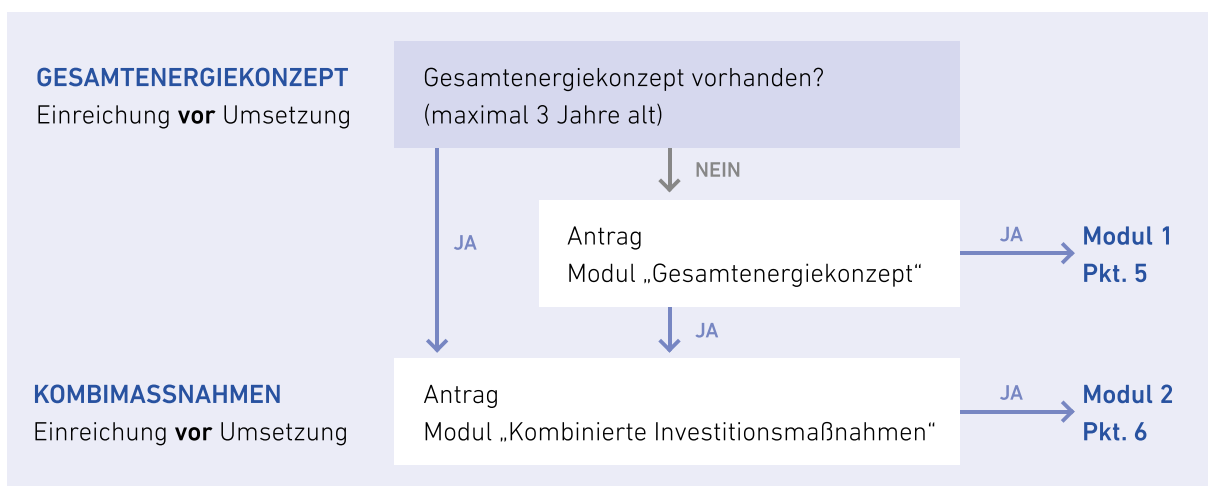 GESAMTENERGIEKONZEPT
Einreichung vor Umsetzung
Gesamtenergiekonzept vorhanden?
(maximal 3 Jahre alt)
NEIN
JA
Antrag
Modul „Gesamtenergiekonzept“
JA
Modul 1
Pkt. 5
JA
KOMBIMASSNAHMEN
Einreichung vor Umsetzung
Antrag
Modul „Kombinierte Investitionsmaßnahmen“
JA
Modul 2
Pkt. 6